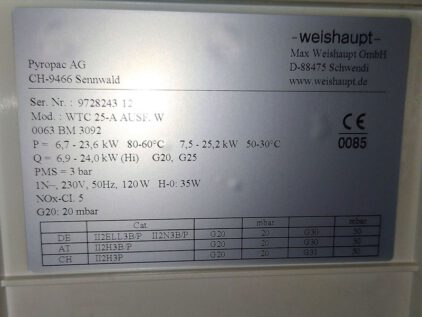 -weishaupt-
Max Weishaupt GmbH
D-88475 Schwendi
www.weishaupt.de
Pyropac AG
CH-9466 Sennwald
Ser. Nr. : 9728243 12
Mod. : WTC 25-A AUSF. W
0063 BM 3092
P = 6,7 - 23,6 kW 80-60°C 7,5 - 25,2 kW 50-30°C
Q = 6,9 - 24,0 kW (Hi) G20, G25
PMS = 3 bar
1N~, 230V, 50Hz, 120W H-0: 35W
NOx-Cl. 5
G20: 20 mbar
CE
0085
Cat. mbar mbar
DE II2ELL3B/P II2N3B/P G20 20 G30 50
AT II2H3B/P G20 20 G30 50
CH II2H3P G20 20 G31 50